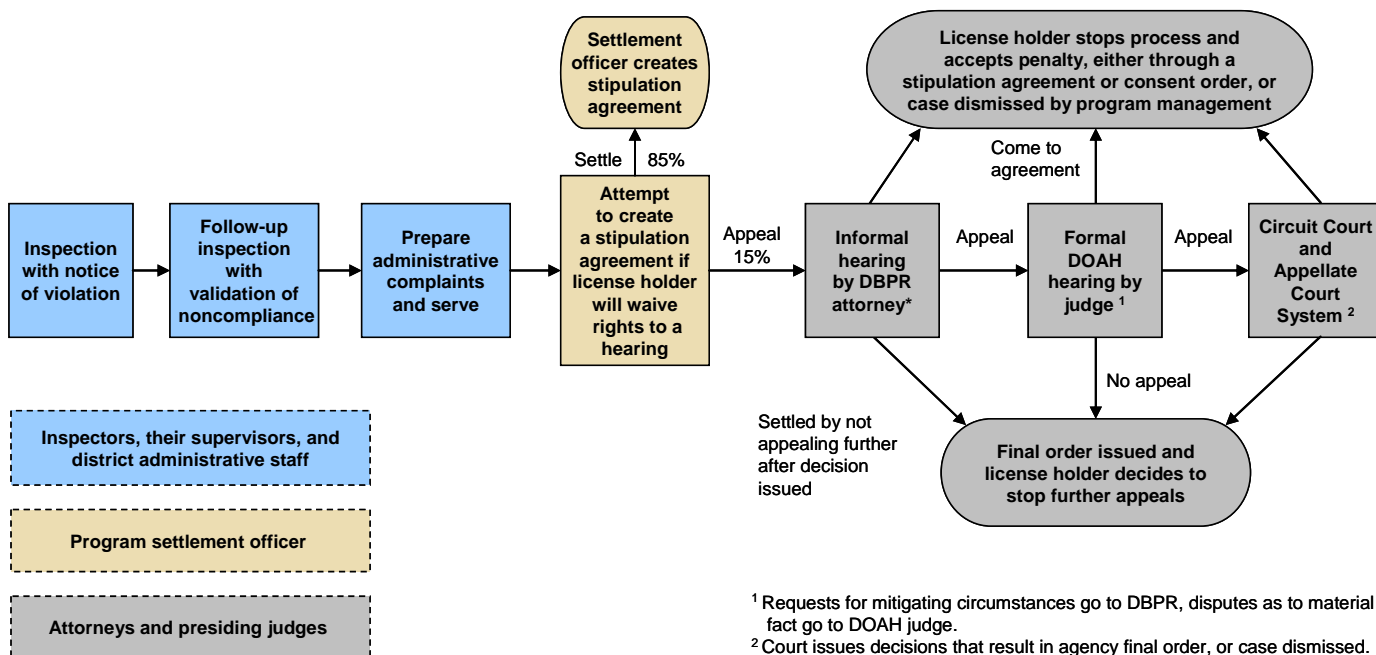 Settlement
officer creates
stipulation
agreement
License holder stops process and
accepts penalty, either through a
stipulation agreement or consent order, or
case dismissed by program management
Settle 85%
Come to
agreement
Inspection
with notice
of violation
Follow-up
inspection
with
validation of
noncompliance
Prepare
administrative
complaints
and serve
Attempt
to create
a stipulation
agreement if
license holder
will waive
rights to a
hearing
Appeal
15%
Informal
hearing
by DBPR
attorney*
Appeal
Formal
DOAH
hearing by
judge ¹
Appeal
Circuit Court
and
Appellate
Court
System ²
No appeal
Settled by not
appealing further
after decision
issued
Final order issued and
license holder decides to
stop further appeals
Inspectors, their supervisors, and
district administrative staff
Program settlement officer
Attorneys and presiding judges
¹ Requests for mitigating circumstances go to DBPR, disputes as to material
fact go to DOAH judge.
² Court issues decisions that result in agency final order, or case dismissed.